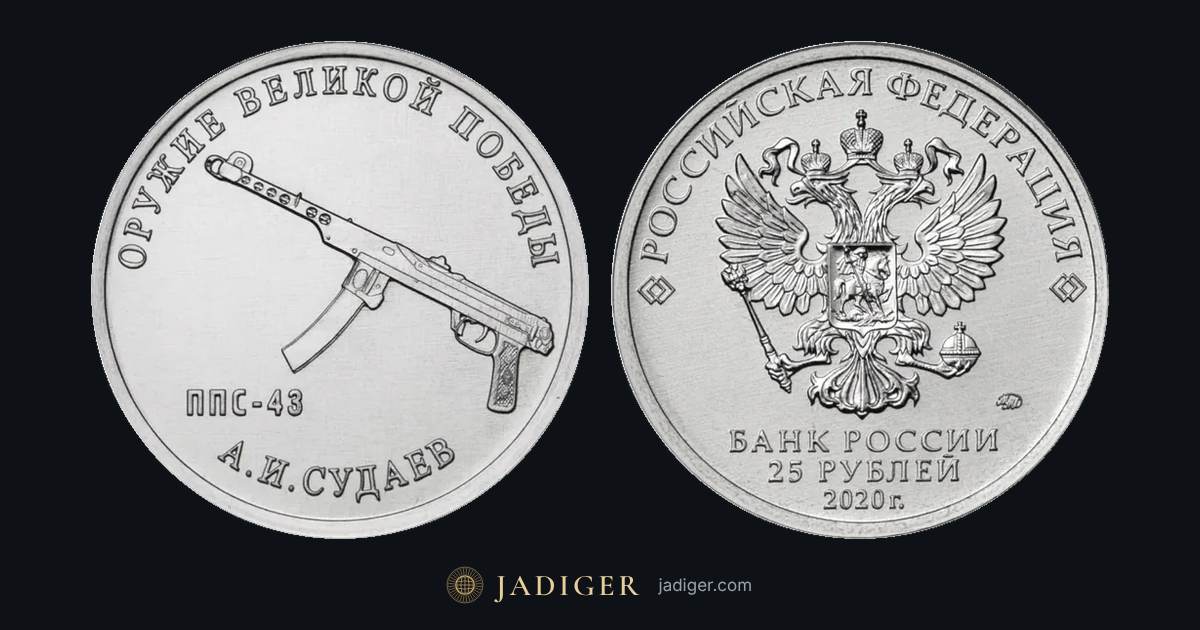 ОРУЖИЕ ВЕЛИКОЙ ПОБЕДЫ
ППС-43
А.И.СУДАЕВ
РОССИЙСКАЯ ФЕДЕРАЦИЯ
БАНК РОССИИ
25 РУБЛЕЙ
2020 г.
JADIGER jadiger.com